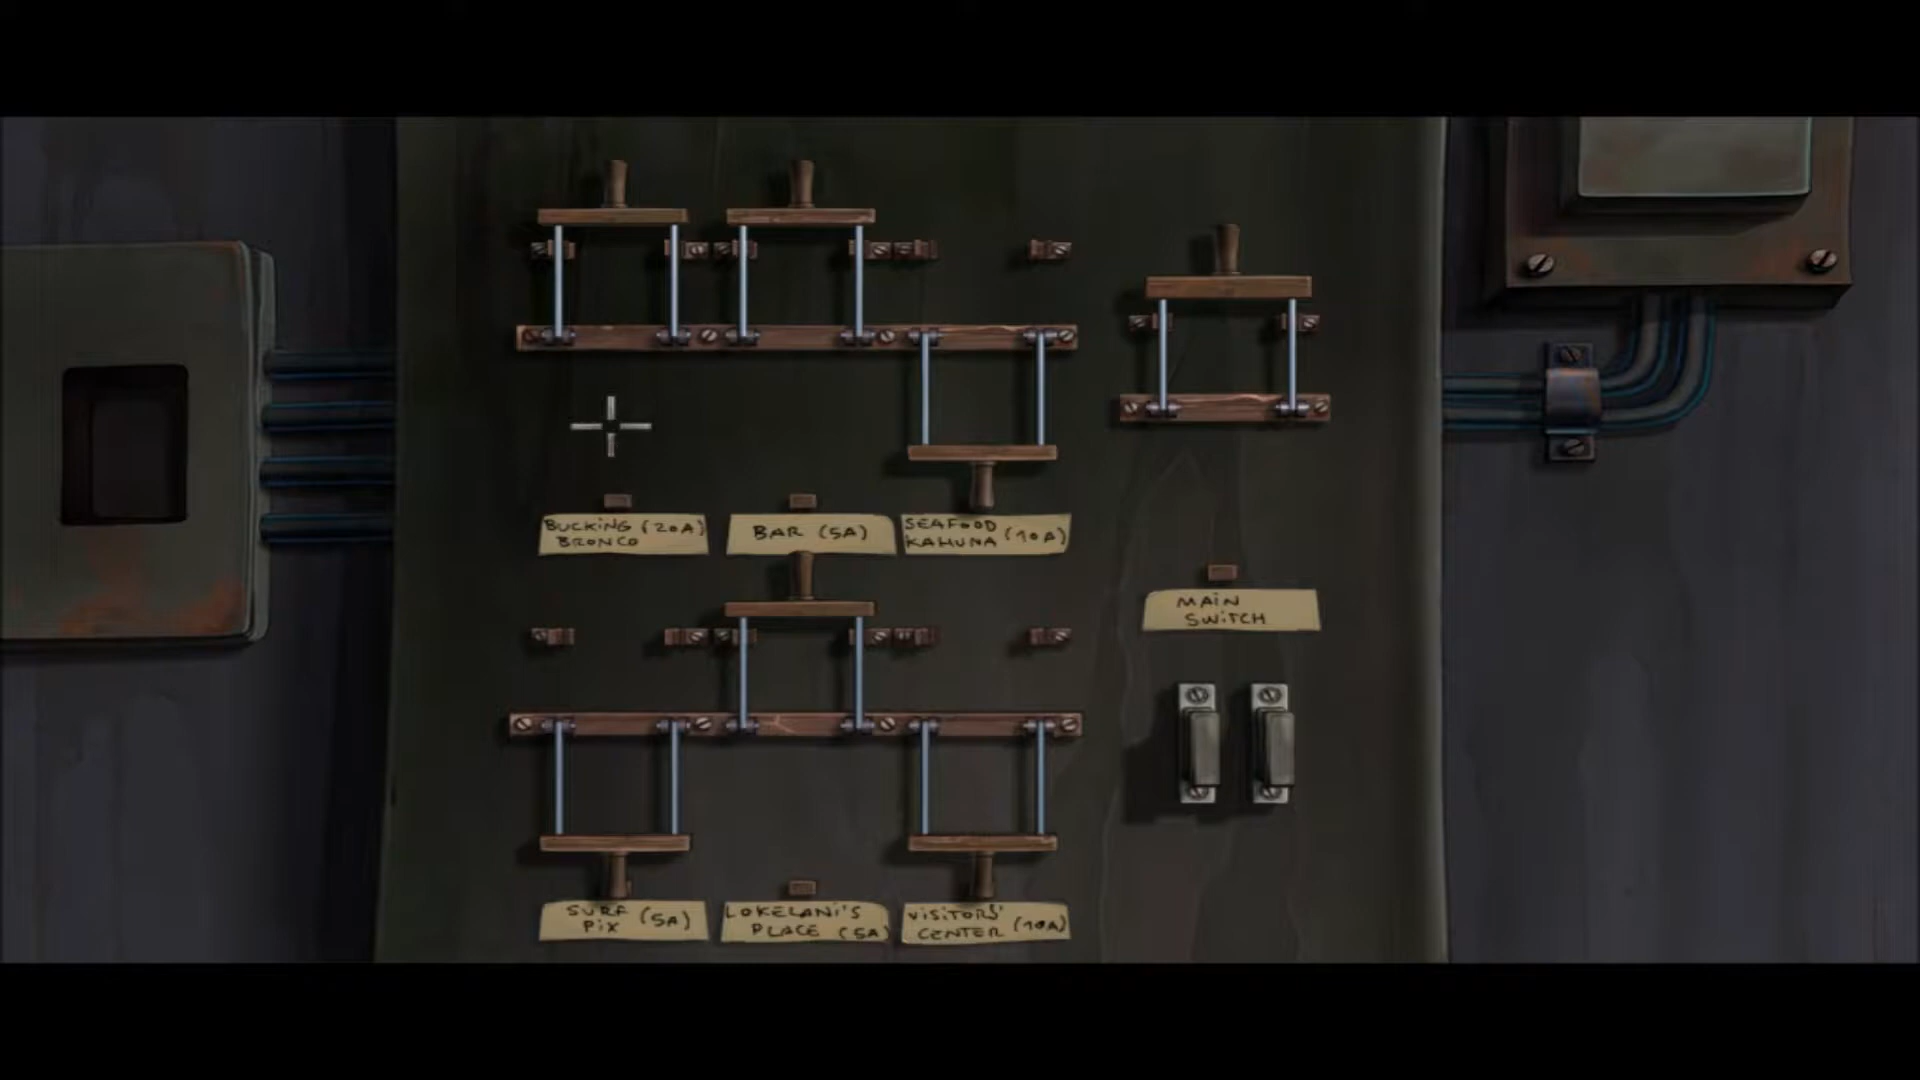 BUCKING (20A)
BRONCO
BAR (5A)
SEAFOOD
KAHUNA (10A)
MAIN
SWITCH
SURF (5A)
PIX
LOKELANI'S
PLACE (5A)
VISITORS'
CENTER (10A)